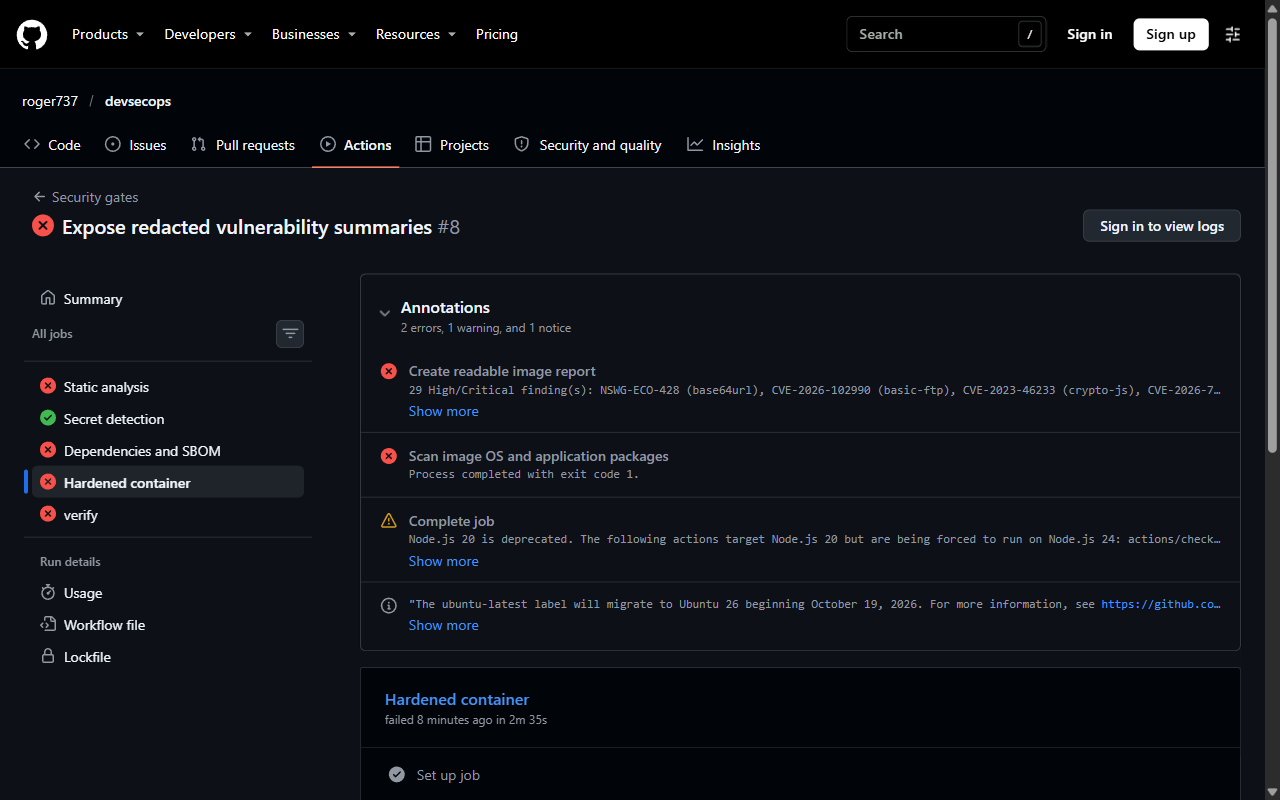 Products Developers Businesses Resources Pricing Search / Sign in Sign up
roger737 / devsecops
Code Issues Pull requests Actions Projects Security and quality Insights
Security gates
Expose redacted vulnerability summaries #8
Sign in to view logs
Summary
All jobs
Static analysis
Secret detection
Dependencies and SBOM
Hardened container
verify
Run details
Usage
Workflow file
Lockfile
Annotations
2 errors, 1 warning, and 1 notice
Create readable image report
29 High/Critical finding(s): NSWG-ECO-428 (base64url), CVE-2026-102990 (basic-ftp), CVE-2023-46233 (crypto-js), CVE-2026-7…
Show more
Scan image OS and application packages
Process completed with exit code 1.
Complete job
Node.js 20 is deprecated. The following actions target Node.js 20 but are being forced to run on Node.js 24: actions/check…
Show more
"The ubuntu-latest label will migrate to Ubuntu 26 beginning October 19, 2026. For more information, see https://github.co…
Show more
Hardened container
failed 8 minutes ago in 2m 35s
Set up job